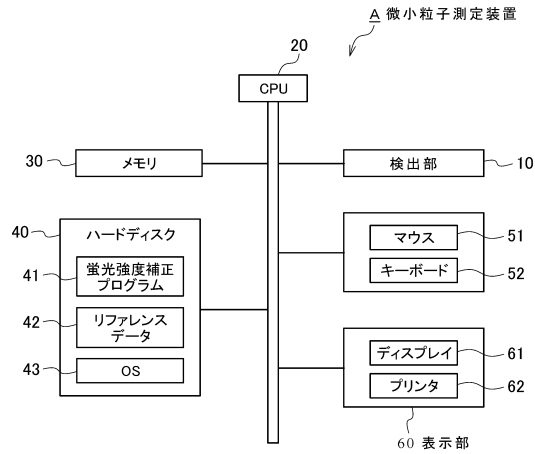 A 微小粒子測定装置
20
CPU
30
メモリ
検出部
10
40
ハードディスク
41
蛍光強度補正
プログラム
42
リファレンス
データ
43
OS
マウス
51
キーボード
52
ディスプレイ
61
プリンタ
62
60 表示部